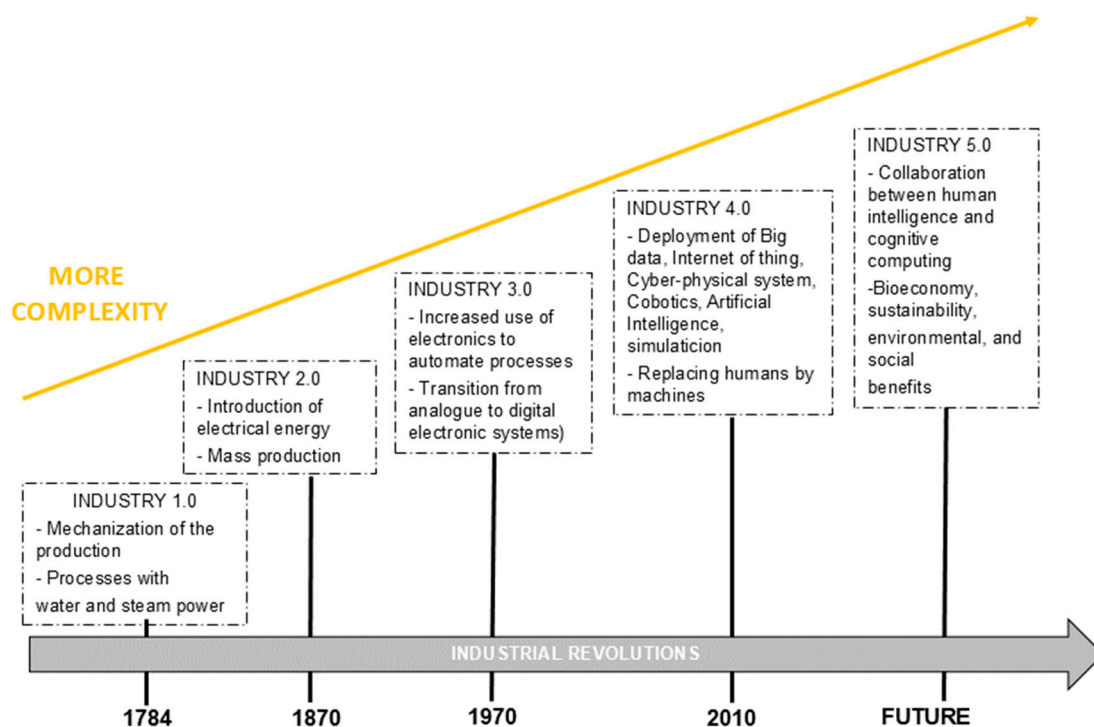 MORE
COMPLEXITY
INDUSTRY 1.0
- Mechanization of the
production
- Processes with
water and steam power
INDUSTRY 2.0
- Introduction of
electrical energy
- Mass production
INDUSTRY 3.0
- Increased use of
electronics to
automate processes
- Transition from
analogue to digital
electronic systems)
INDUSTRY 4.0
- Deployment of Big
data, Internet of thing,
Cyber-physical system,
Cobotics, Artificial
Intelligence,
simulaticion
- Replacing humans by
machines
INDUSTRY 5.0
- Collaboration
between human
intelligence and
cognitive
computing
-Bioeconomy,
sustainability,
environmental, and
social
benefits
INDUSTRIAL REVOLUTIONS
1784
1870
1970
2010
FUTURE